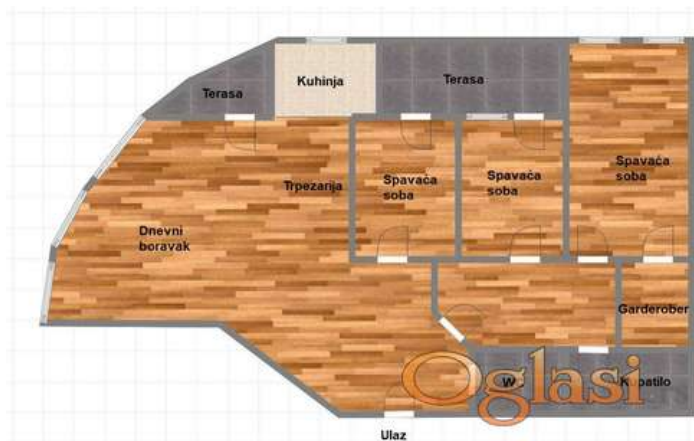 Kuhinja
Terasa
Terasa
Spavaća
soba
Trpezarija
Spavaća
soba
Spavaća
soba
Dnevni
boravak
Garderober
Oglasi
Kupatilo
Ulaz